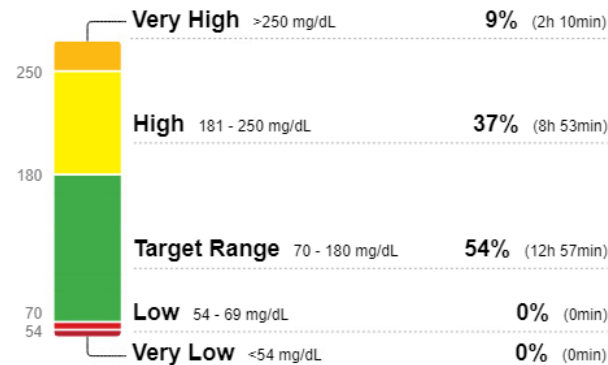 Very High >250 mg/dL 9% (2h 10min)
250
High 181 - 250 mg/dL 37% (8h 53min)
180
Target Range 70 - 180 mg/dL 54% (12h 57min)
70
Low 54 - 69 mg/dL 0% (0min)
54
Very Low <54 mg/dL 0% (0min)